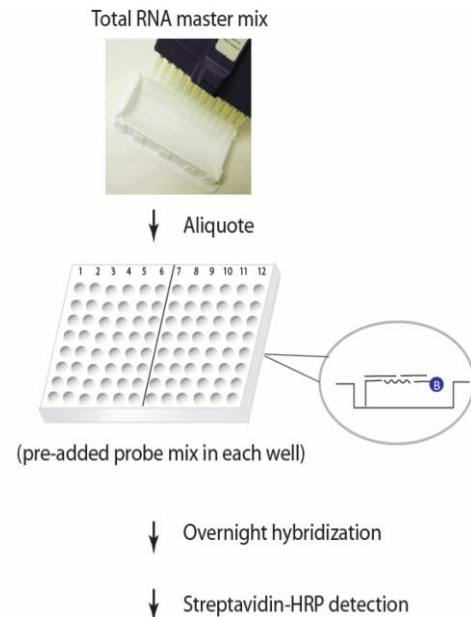 Total RNA master mix
Aliquote
1 2 3 4 5 6 7 8 9 10 11 12
B
(pre-added probe mix in each well)
Overnight hybridization
Streptavidin-HRP detection